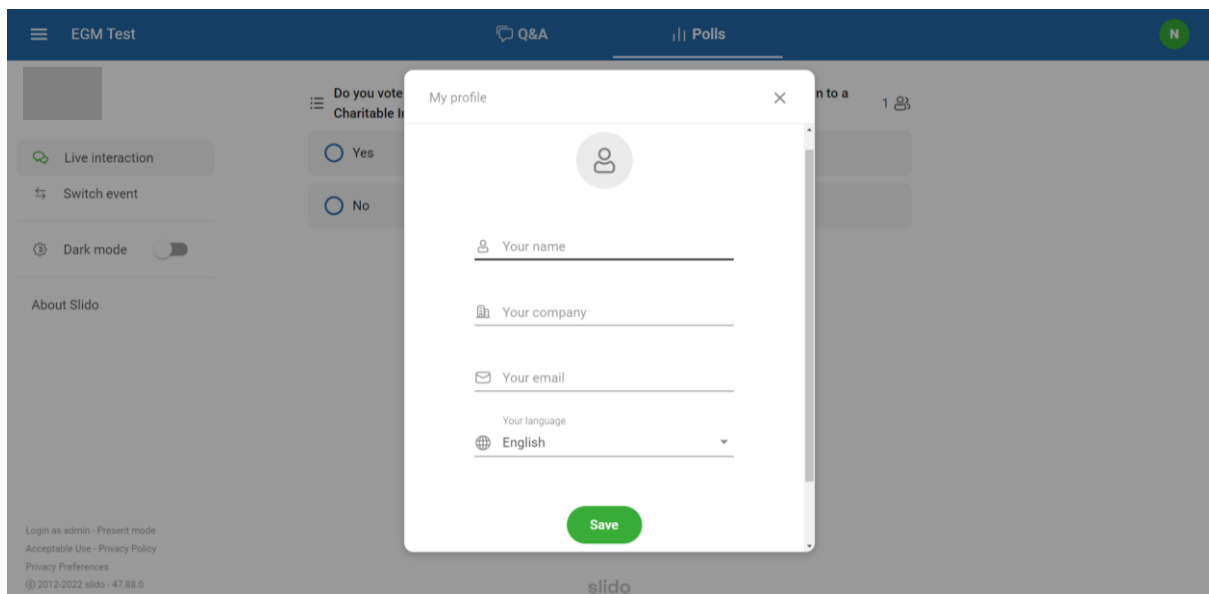 EGM Test
Q&A
Polls
N
Do you vote
n to a
Charitable I
1
Yes
No
Live interaction
Switch event
Dark mode
About Slido
My profile
Your name
Your company
Your email
Your language
English
Save
Login as admin - Present mode
Acceptable Use - Privacy Policy
Privacy Preferences
© 2012-2022 slido - 47.88.0
slido